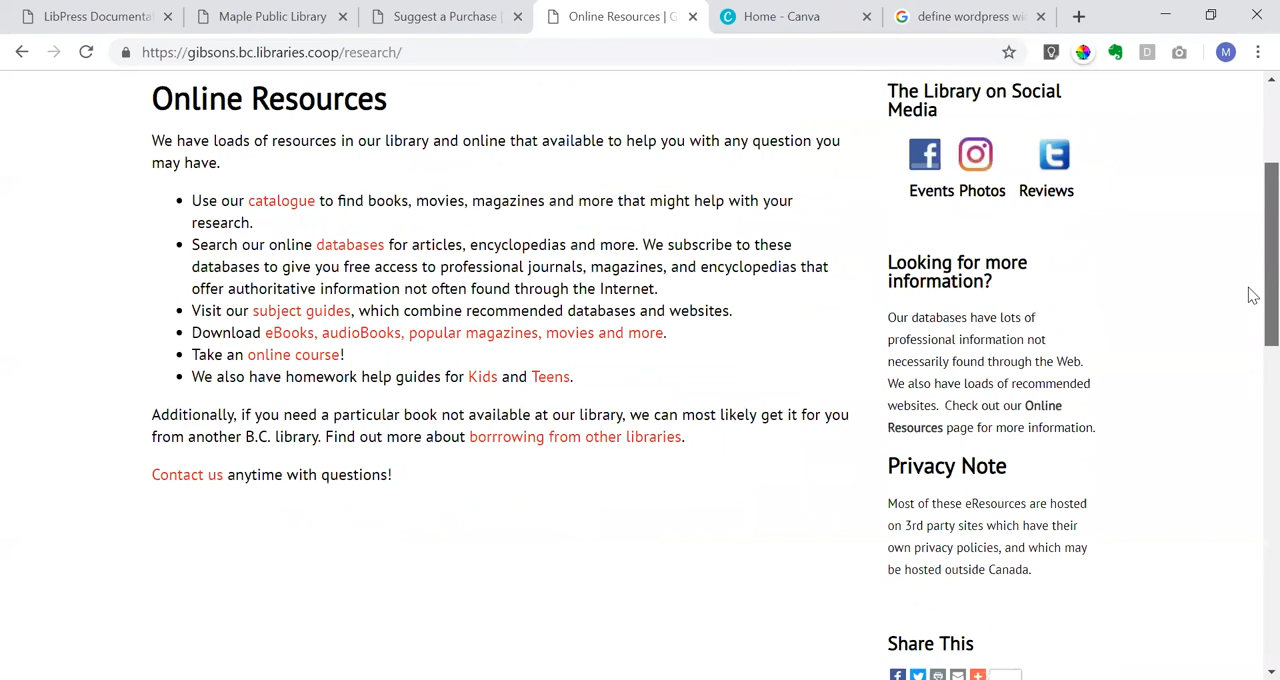 LibPress Documenta
Maple Public Library
Suggest a Purchase
Online Resources | G
Home - Canva
define wordpress wi
https://gibsons.bc.libraries.coop/research/
M
Online Resources
We have loads of resources in our library and online that available to help you with any question you
may have.
Use our catalogue to find books, movies, magazines and more that might help with your
research.
Search our online databases for articles, encyclopedias and more. We subscribe to these
databases to give you free access to professional journals, magazines, and encyclopedias that
offer authoritative information not often found through the Internet.
Visit our subject guides, which combine recommended databases and websites.
Download eBooks, audioBooks, popular magazines, movies and more.
Take an online course!
We also have homework help guides for Kids and Teens.
Additionally, if you need a particular book not available at our library, we can most likely get it for you
from another B.C. library. Find out more about borrrowing from other libraries.
Contact us anytime with questions!
The Library on Social
Media
Events Photos Reviews
Looking for more
information?
Our databases have lots of
professional information not
necessarily found through the Web.
We also have loads of recommended
websites. Check out our Online
Resources page for more information.
Privacy Note
Most of these eResources are hosted
on 3rd party sites which have their
own privacy policies, and which may
be hosted outside Canada.
Share This